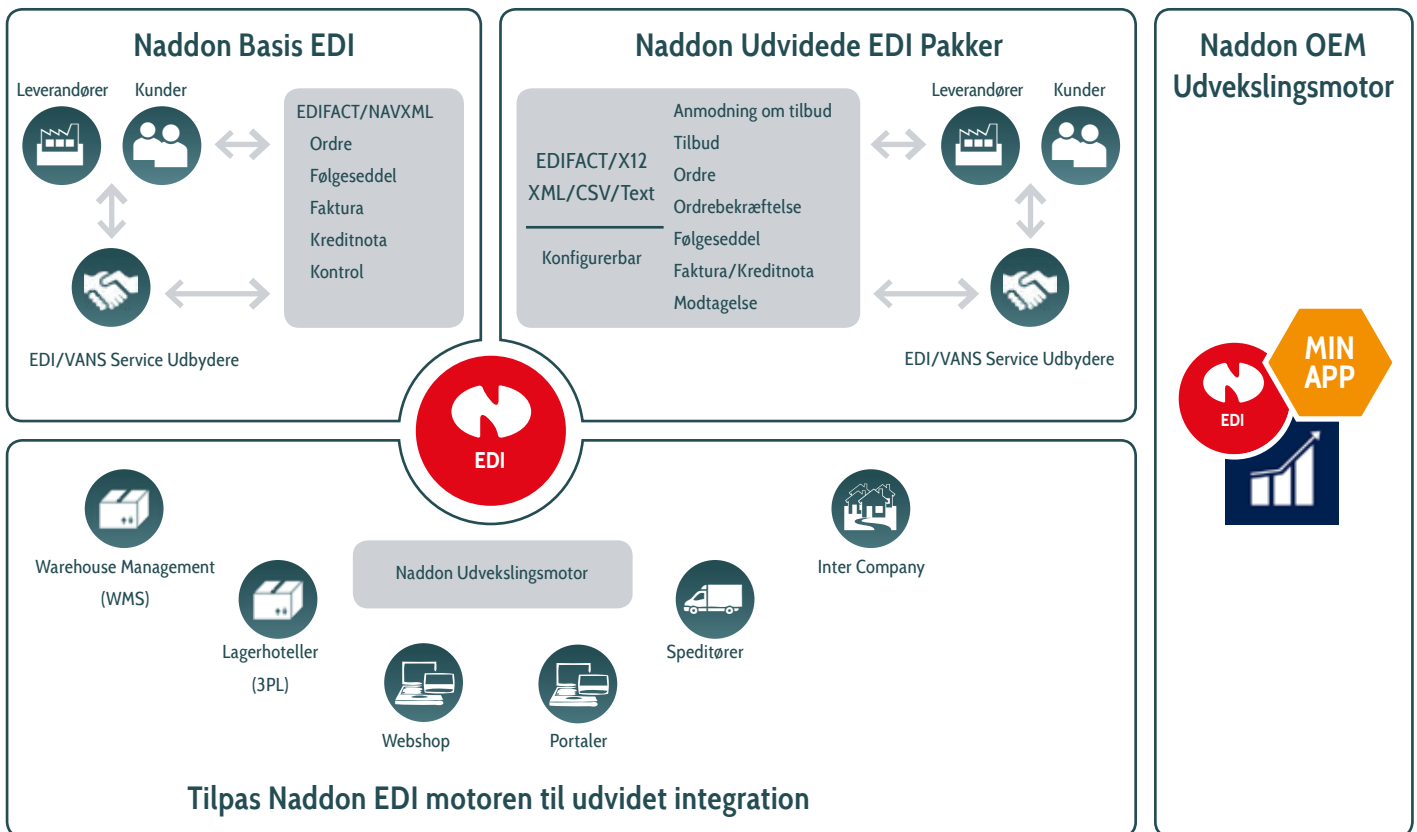 Naddon Basis EDI
Leverandører
Kunder
EDIFACT/NAVXML
Ordre
Følgeseddel
Faktura
Kreditnota
Kontrol
EDI/VANS Service Udbydere
Naddon Udvidede EDI Pakker
EDIFACT/X12
XML/CSV/Text
Konfigurerbar
Anmodning om tilbud
Tilbud
Ordre
Ordrebekræftelse
Følgeseddel
Faktura/Kreditnota
Modtagelse
Leverandører
Kunder
EDI/VANS Service Udbydere
Naddon OEM
Udvekslingsmotor
MIN
APP
EDI
EDI
Warehouse Management
(WMS)
Lagerhoteller
(3PL)
Naddon Udvekslingsmotor
Webshop
Portaler
Speditører
Inter Company
Tilpas Naddon EDI motoren til udvidet integration